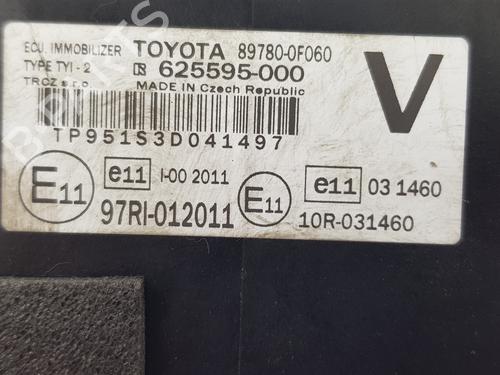 ECU. IMMOBILIZER TOYOTA 89780-0F060
TYPE TYI-2 625595-000
TRCZ s.r.o. MADE IN Czech Republic
V
TP951S3D041497
E11 e11 I-00 2011
97RI-012011
E11 e11 03 1460
10R-031460